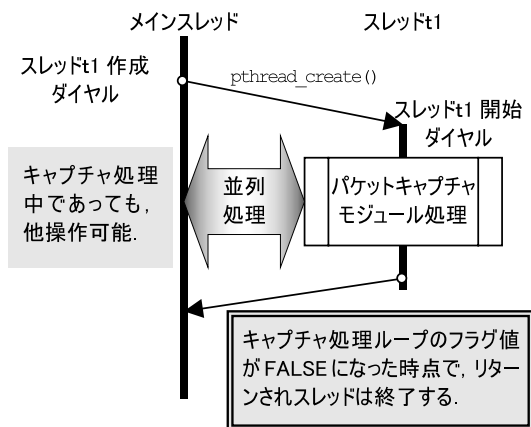 メインスレッド
スレッドt1
スレッドt1 作成
ダイヤル
pthread_create()
スレッドt1 開始
ダイヤル
キャプチャ処理
中であっても,
他操作可能.
並列
処理
パケットキャプチャ
モジュール処理
キャプチャ処理ループのフラグ値
がFALSEになった時点で, リター
ンされスレッドは終了する.